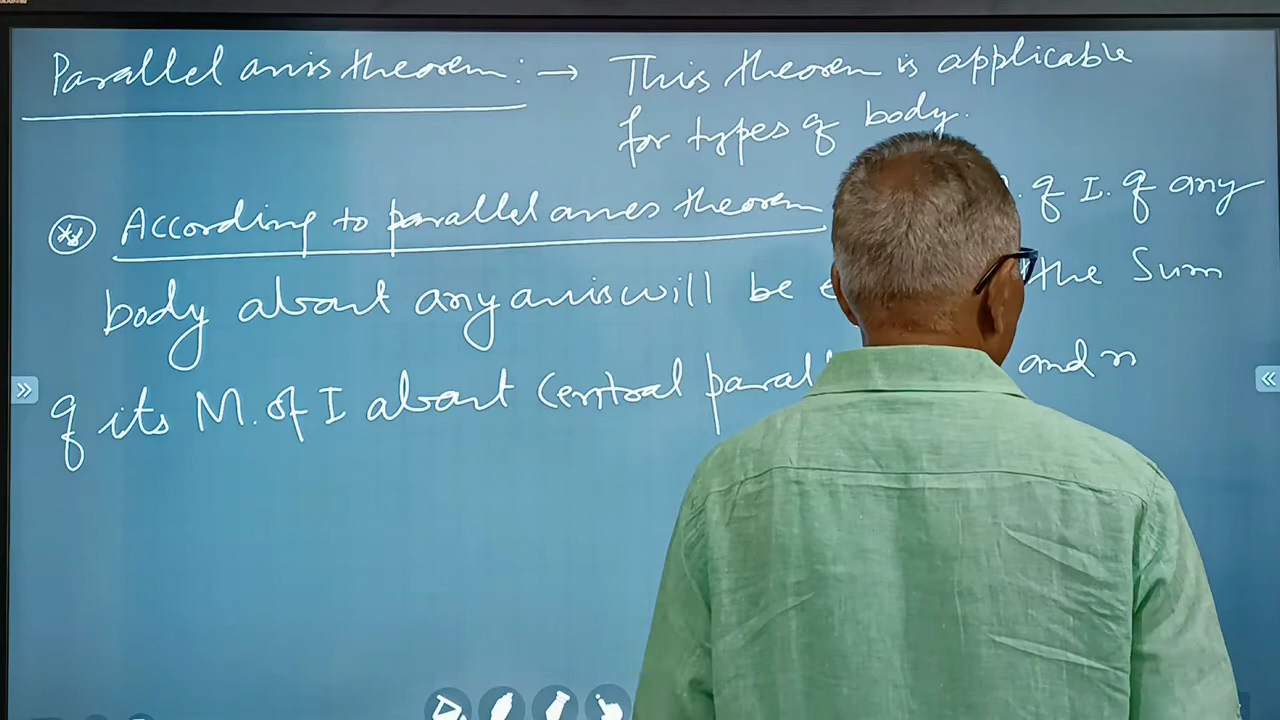 Parallel axis theorem: → This theorem is applicable
for types of body.
According to parallel axes theorem of I. of any
body about any axis will be the Sum
of its M. of I about Central and